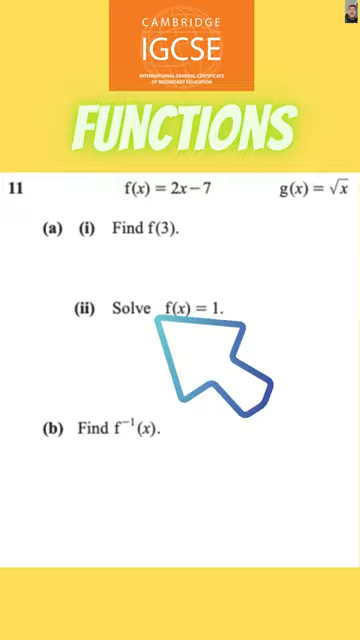 CAMBRIDGE
IGCSE
INTERNATIONAL GENERAL CERTIFICATE
OF SECONDARY EDUCATION
FUNCTIONS
11 f(x) = 2x − 7 g(x) = √x
(a) (i) Find f(3).
(ii) Solve f(x) = 1.
(b) Find f⁻¹(x).